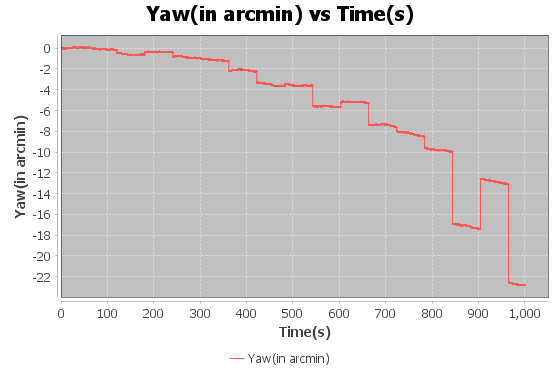 Yaw(in arcmin) vs Time(s)
Yaw(in arcmin)
0
-2
-4
-6
-8
-10
-12
-14
-16
-18
-20
-22
0 100 200 300 400 500 600 700 800 900 1,000
Time(s)
Yaw(in arcmin)